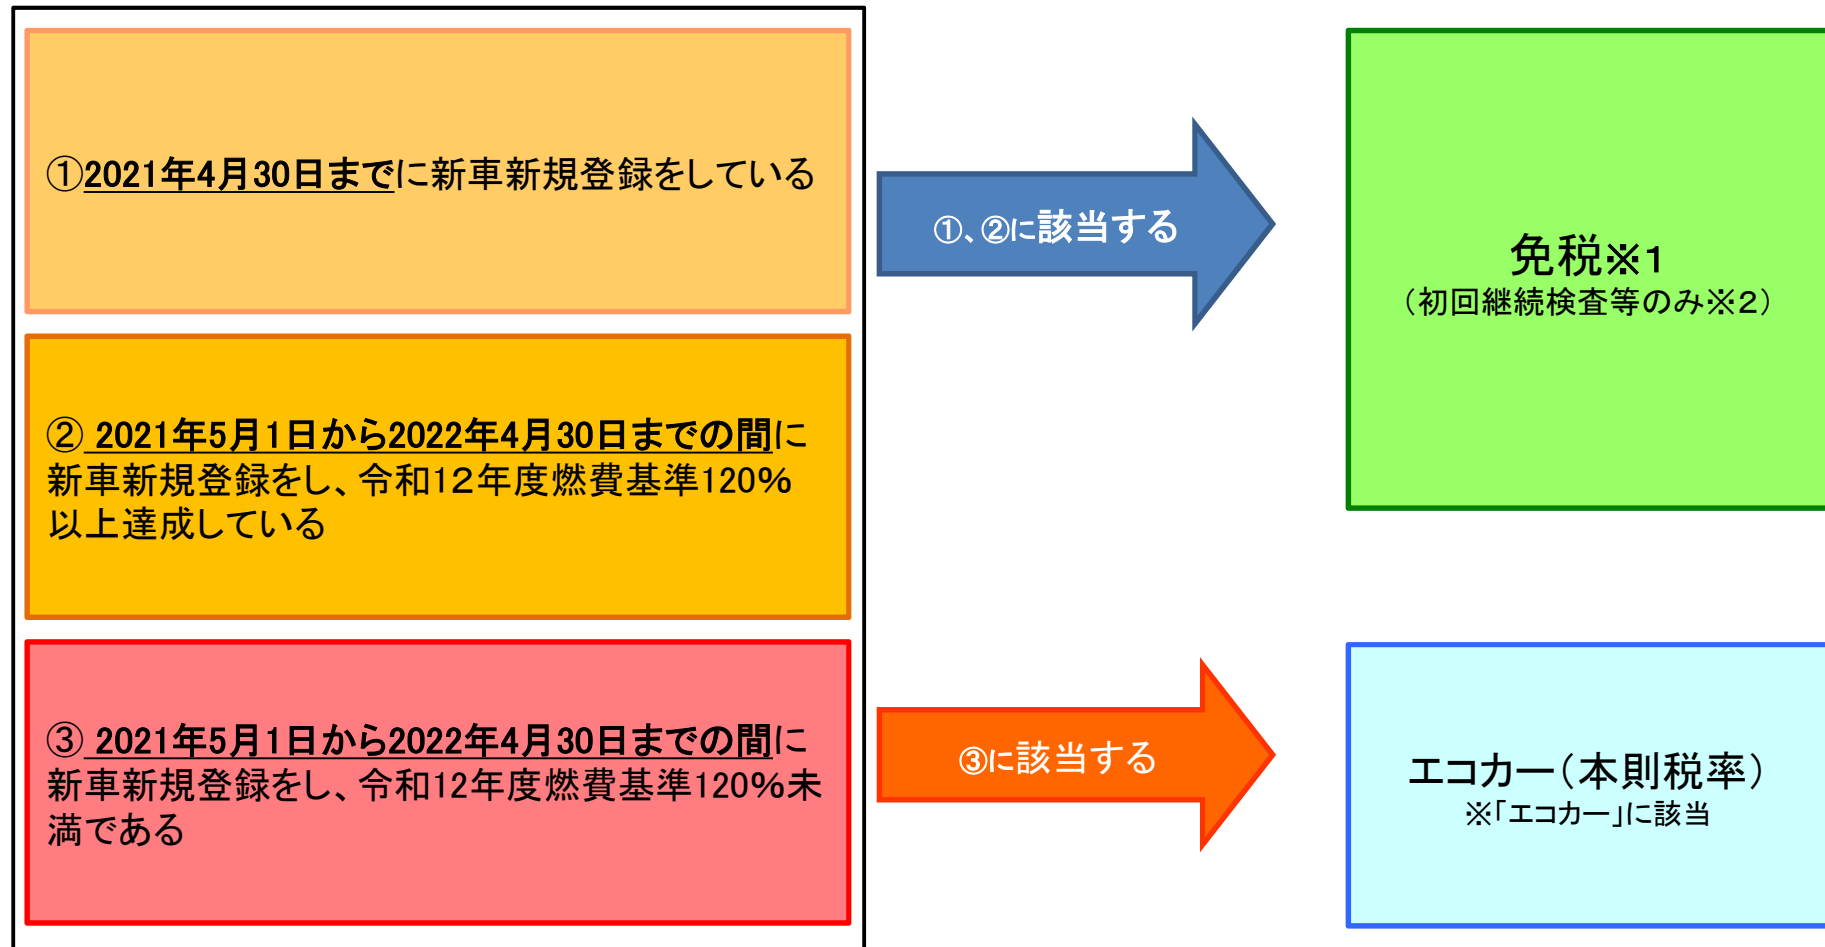 ①2021年4月30日までに新車新規登録をしている
①、②に該当する
免税※1
（初回継続検査等のみ※2）
② 2021年5月1日から2022年4月30日までの間に
新車新規登録をし、令和12年度燃費基準120%
以上達成している
③ 2021年5月1日から2022年4月30日までの間に
新車新規登録をし、令和12年度燃費基準120%未
満である
③に該当する
エコカー（本則税率）
※「エコカー」に該当